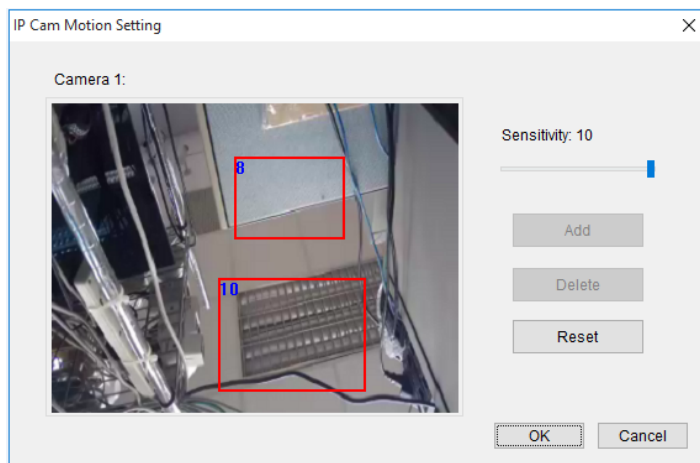 IP Cam Motion Setting
Camera 1:
8
10
Sensitivity: 10
Add
Delete
Reset
OK
Cancel